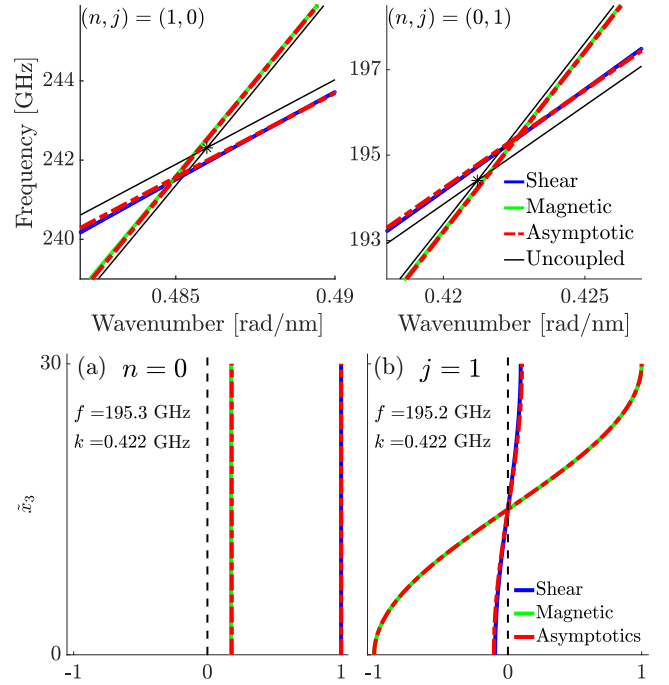 (n, j) = (1, 0)
(n, j) = (0, 1)
Frequency [GHz]
244
242
240
197
195
193
Shear
Magnetic
Asymptotic
Uncoupled
0.485
0.49
0.42
0.425
Wavenumber [rad/nm]
Wavenumber [rad/nm]
30
(a) n = 0
(b) j = 1
f =195.3 GHz
k =0.422 GHz
f =195.2 GHz
k =0.422 GHz
x̃₃
Shear
Magnetic
Asymptotics
0
-1
0
1
-1
0
1